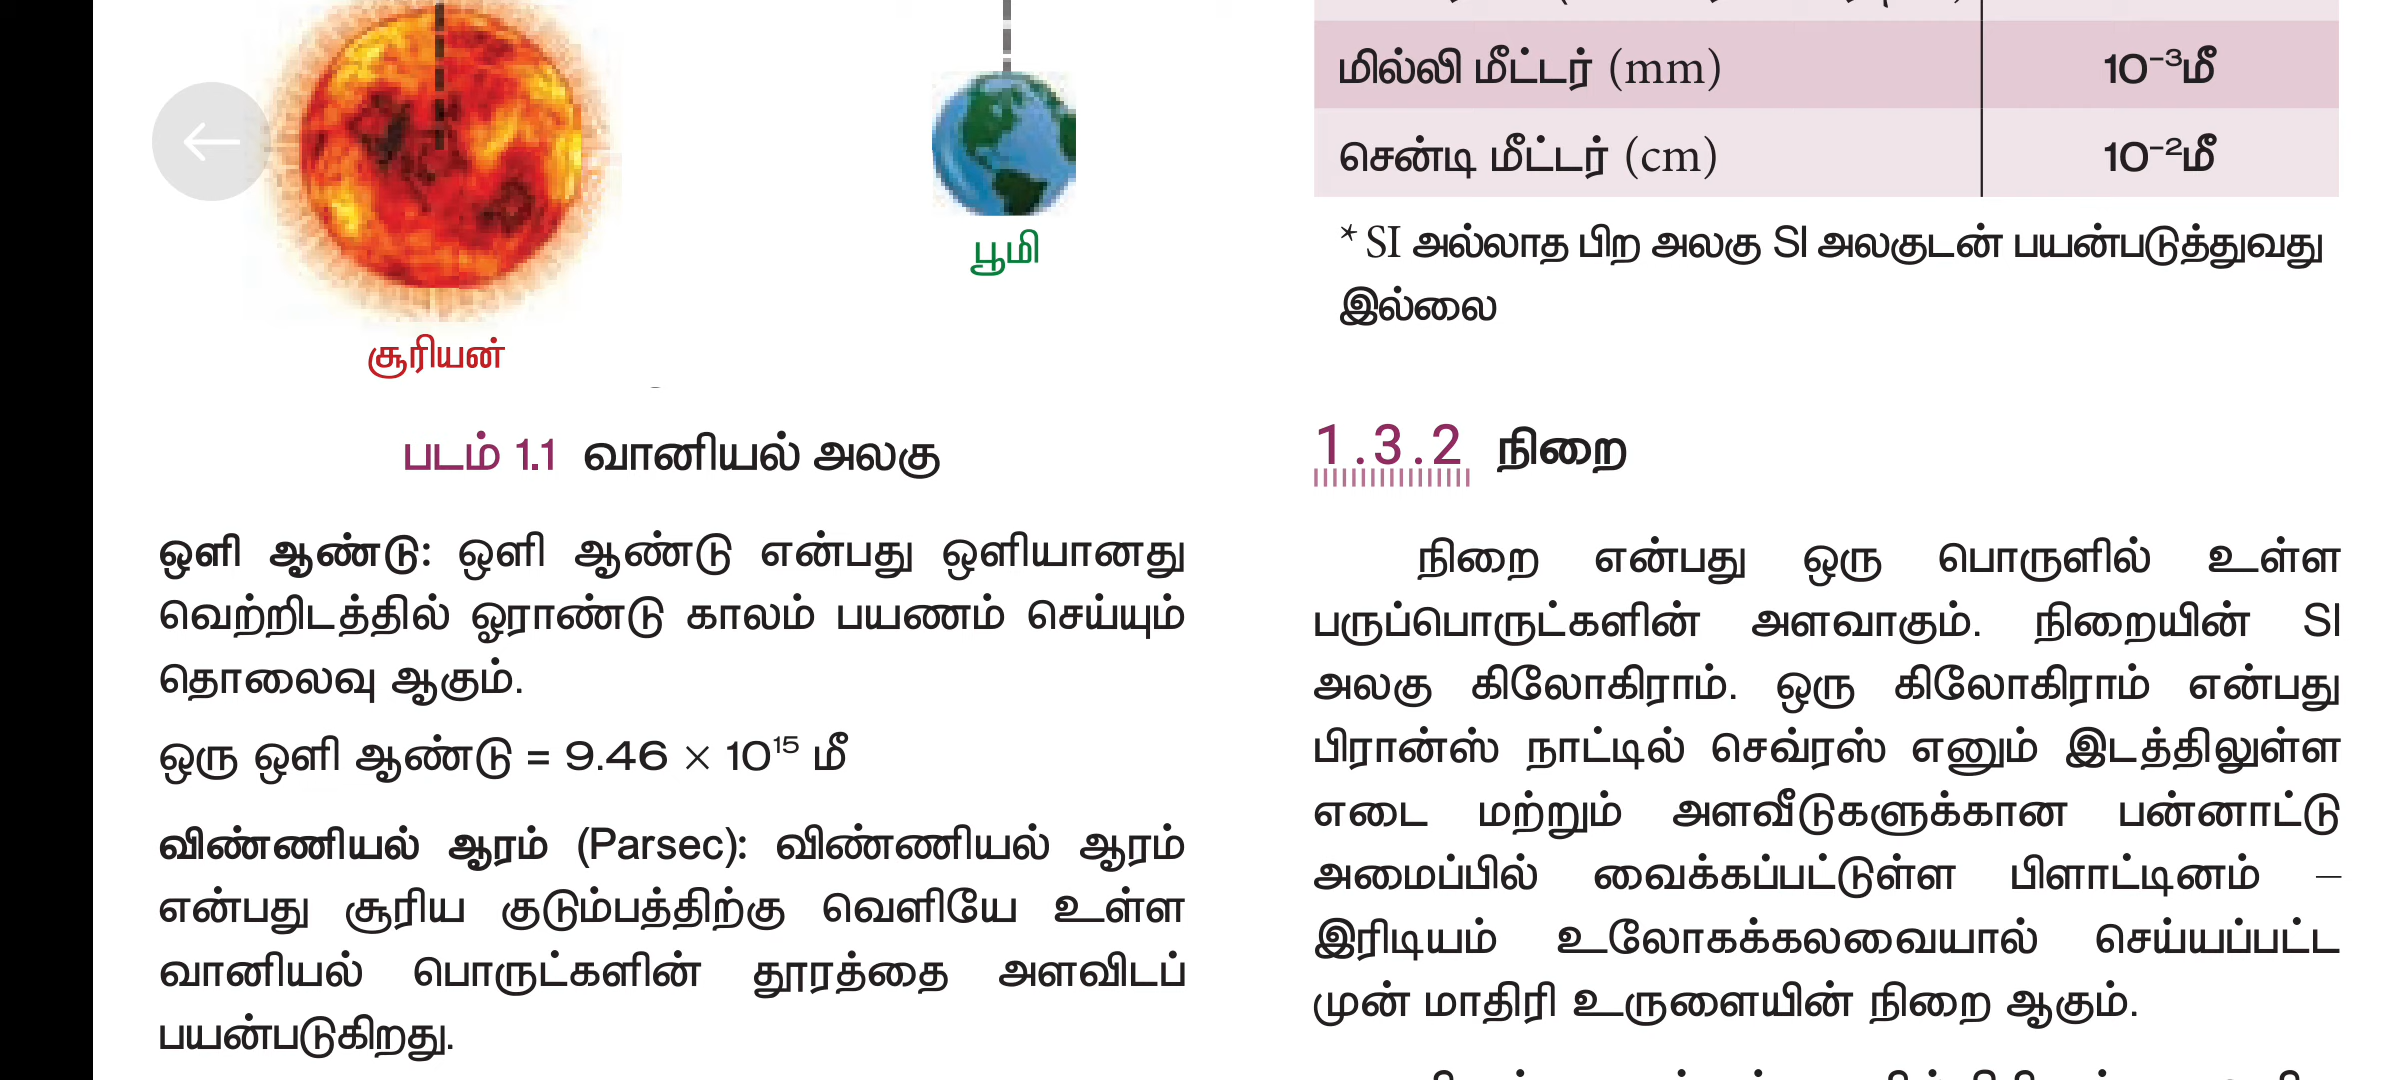 சூரியன்
பூமி
படம் 1.1 வானியல் அலகு
ஒளி ஆண்டு: ஒளி ஆண்டு என்பது ஒளியானது
வெற்றிடத்தில் ஓராண்டு காலம் பயணம் செய்யும்
தொலைவு ஆகும்.
ஒரு ஒளி ஆண்டு = 9.46 × 10¹⁵ மீ
விண்ணியல் ஆரம் (Parsec): விண்ணியல் ஆரம்
என்பது சூரிய குடும்பத்திற்கு வெளியே உள்ள
வானியல் பொருட்களின் தூரத்தை அளவிடப்
பயன்படுகிறது.
மில்லி மீட்டர் (mm) 10⁻³மீ
சென்டி மீட்டர் (cm) 10⁻²மீ
* SI அல்லாத பிற அலகு SI அலகுடன் பயன்படுத்துவது
இல்லை
1.3.2 நிறை
நிறை என்பது ஒரு பொருளில் உள்ள
பருப்பொருட்களின் அளவாகும். நிறையின் SI
அலகு கிலோகிராம். ஒரு கிலோகிராம் என்பது
பிரான்ஸ் நாட்டில் செவ்ரஸ் எனும் இடத்திலுள்ள
எடை மற்றும் அளவீடுகளுக்கான பன்னாட்டு
அமைப்பில் வைக்கப்பட்டுள்ள பிளாட்டினம் –
இரிடியம் உலோகக்கலவையால் செய்யப்பட்ட
முன் மாதிரி உருளையின் நிறை ஆகும்.